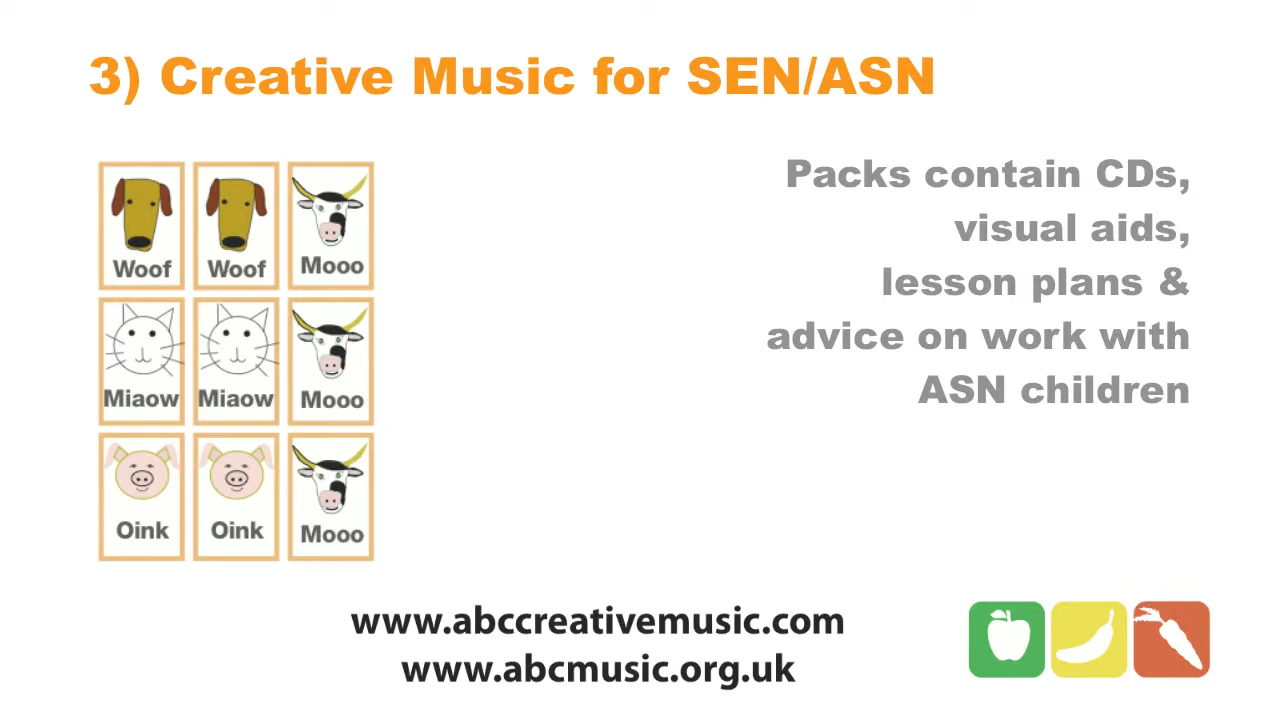 3) Creative Music for SEN/ASN
Woof Woof Mooo
Miaow Miaow Mooo
Oink Oink Mooo
Packs contain CDs,
visual aids,
lesson plans &
advice on work with
ASN children
www.abccreativemusic.com
www.abcmusic.org.uk